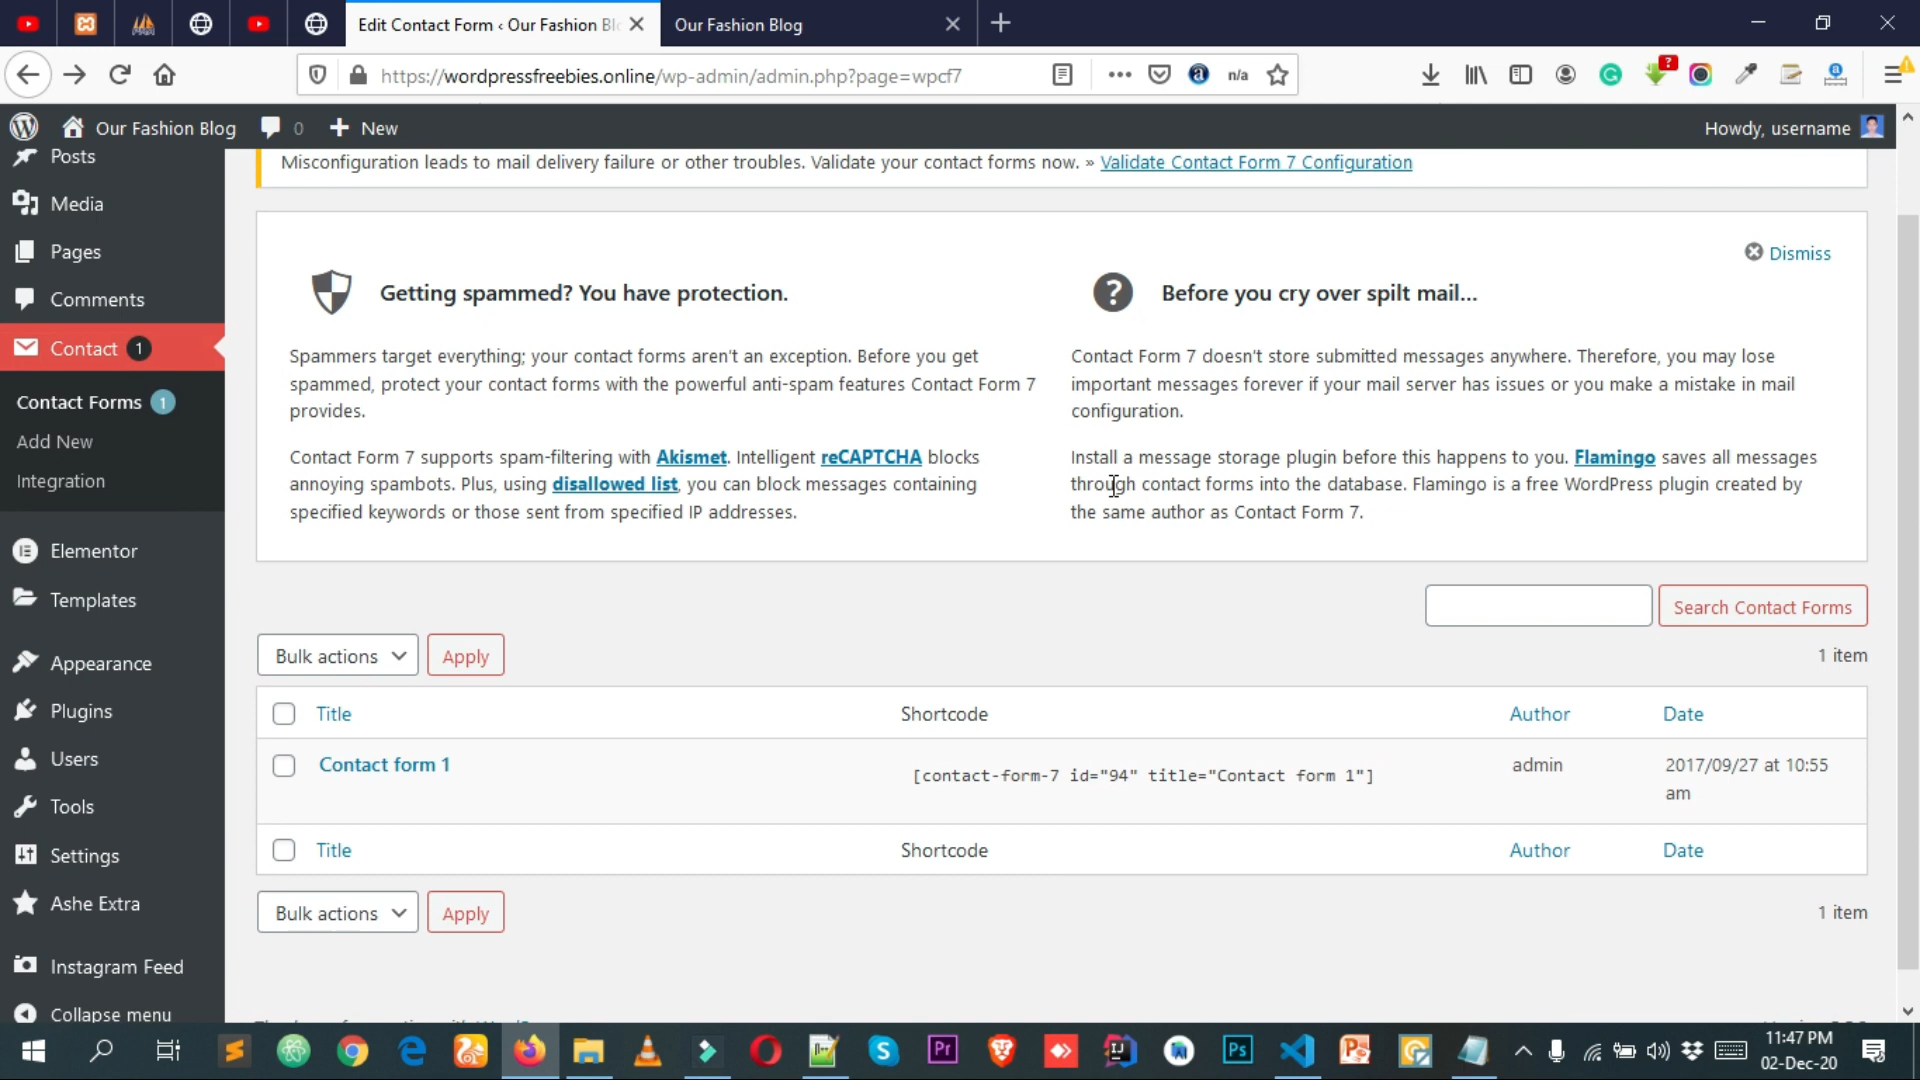 Edit Contact Form ‹ Our Fashion Bl
Our Fashion Blog
https://wordpressfreebies.online/wp-admin/admin.php?page=wpcf7
n/a
?
Our Fashion Blog
0
New
Howdy, username
Posts
Media
Pages
Comments
Contact 1
Contact Forms 1
Add New
Integration
Elementor
Templates
Appearance
Plugins
Users
Tools
Settings
Ashe Extra
Instagram Feed
Collapse menu
Misconfiguration leads to mail delivery failure or other troubles. Validate your contact forms now. » Validate Contact Form 7 Configuration
Dismiss
Getting spammed? You have protection.
Spammers target everything; your contact forms aren't an exception. Before you get
spammed, protect your contact forms with the powerful anti-spam features Contact Form 7
provides.
Contact Form 7 supports spam-filtering with Akismet. Intelligent reCAPTCHA blocks
annoying spambots. Plus, using disallowed list, you can block messages containing
specified keywords or those sent from specified IP addresses.
Before you cry over spilt mail…
Contact Form 7 doesn't store submitted messages anywhere. Therefore, you may lose
important messages forever if your mail server has issues or you make a mistake in mail
configuration.
Install a message storage plugin before this happens to you. Flamingo saves all messages
through contact forms into the database. Flamingo is a free WordPress plugin created by
the same author as Contact Form 7.
Search Contact Forms
Bulk actions
Apply
1 item
Title Shortcode Author Date
Contact form 1 [contact-form-7 id="94" title="Contact form 1"] admin 2017/09/27 at 10:55
am
Title Shortcode Author Date
Bulk actions
Apply
1 item
Pr
Ps
11:47 PM
02-Dec-20